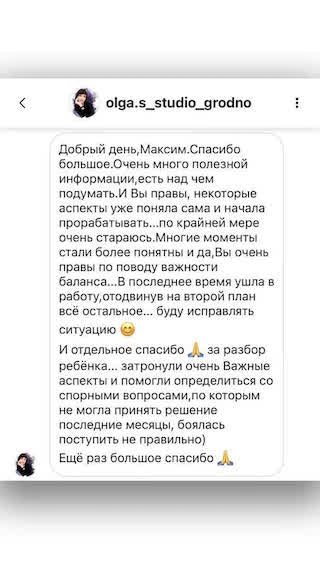 olga.s_studio_grodno
Добрый день,Максим.Спасибо
большое.Очень много полезной
информации,есть над чем
подумать.И Вы правы, некоторые
аспекты уже поняла сама и начала
прорабатывать...по крайней мере
очень стараюсь.Многие моменты
стали более понятны и да,Вы очень
правы по поводу важности
баланса...В последнее время ушла в
работу,отодвинув на второй план
всё остальное... буду исправлять
ситуацию 😊
И отдельное спасибо 🙏 за разбор
ребёнка... затронули очень Важные
аспекты и помогли определиться со
спорными вопросами,по которым
не могла принять решение
последние месяцы, боялась
поступить не правильно)
Ещё раз большое спасибо 🙏